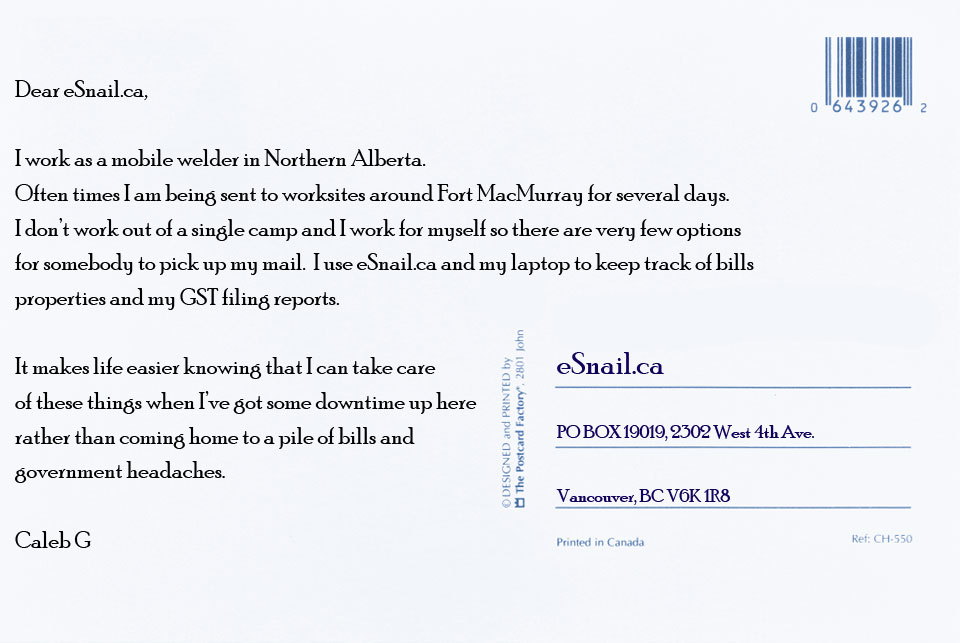 0 643926 2
Dear eSnail.ca,
I work as a mobile welder in Northern Alberta.
Often times I am being sent to worksites around Fort MacMurray for several days.
I don't work out of a single camp and I work for myself so there are very few options
for somebody to pick up my mail. I use eSnail.ca and my laptop to keep track of bills
properties and my GST filing reports.
It makes life easier knowing that I can take care
of these things when I've got some downtime up here
rather than coming home to a pile of bills and
government headaches.
Caleb G
© DESIGNED and PRINTED by
The Postcard Factory*, 2801 John
eSnail.ca
PO BOX 19019, 2302 West 4th Ave.
Vancouver, BC V6K 1R8
Printed in Canada
Ref: CH-550